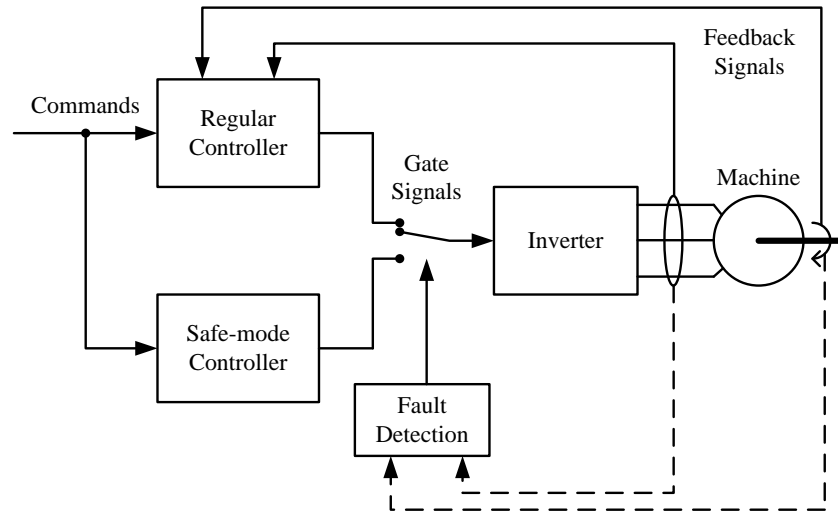 Feedback
Signals
Commands
Regular
Controller
Gate
Signals
Machine
Inverter
Safe-mode
Controller
Fault
Detection